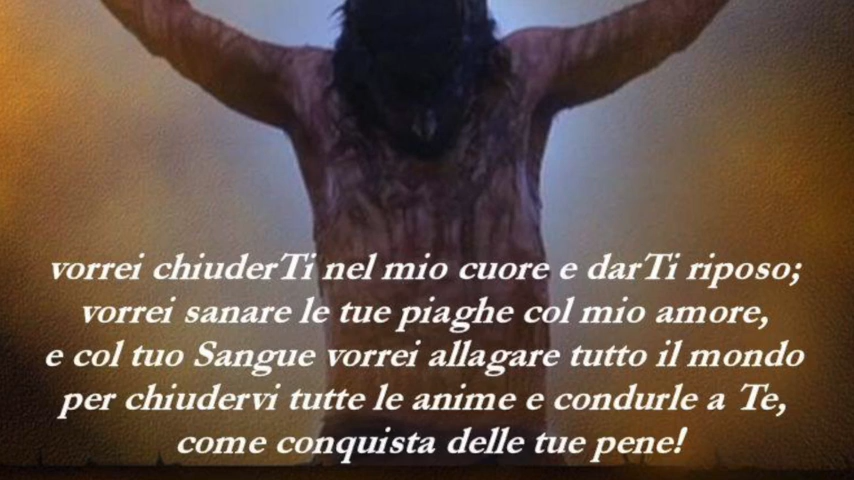 vorrei chiuderTi nel mio cuore e darTi riposo;
vorrei sanare le tue piaghe col mio amore,
e col tuo Sangue vorrei allagare tutto il mondo
per chiudervi tutte le anime e condurle a Te,
come conquista delle tue pene!